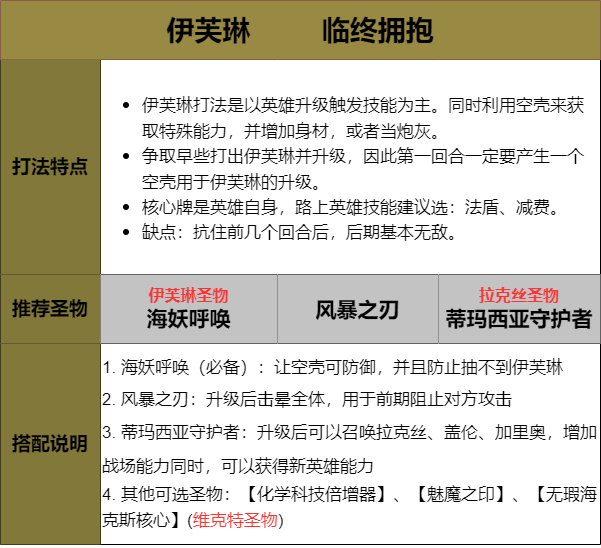 伊芙琳 临终拥抱
打法特点
伊芙琳打法是以英雄升级触发技能为主。同时利用空壳来获
取特殊能力，并增加身材，或者当炮灰。
争取早些打出伊芙琳并升级，因此第一回合一定要产生一个
空壳用于伊芙琳的升级。
核心牌是英雄自身，路上英雄技能建议选：法盾、减费。
缺点：抗住前几个回合后，后期基本无敌。
推荐圣物
伊芙琳圣物
海妖呼唤
风暴之刃
拉克丝圣物
蒂玛西亚守护者
搭配说明
1. 海妖呼唤（必备）：让空壳可防御，并且防止抽不到伊芙琳
2. 风暴之刃：升级后击晕全体，用于前期阻止对方攻击
3. 蒂玛西亚守护者：升级后可以召唤拉克丝、盖伦、加里奥，增加
战场能力同时，可以获得新英雄能力
4. 其他可选圣物：【化学科技倍增器】、【魅魔之印】、【无瑕海
克斯核心】(维克特圣物)